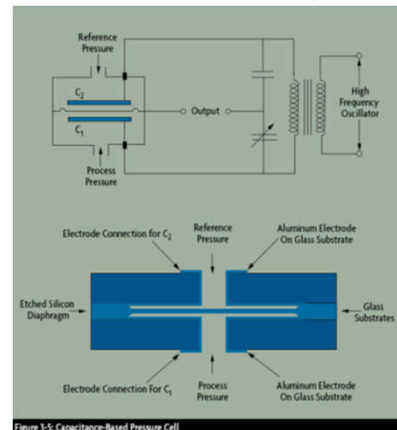 Reference
Pressure
C2
C1
Output
High
Frequency
Oscillator
Process
Pressure
Electrode Connection for C2
Reference
Pressure
Aluminum Electrode
On Glass Substrate
Etched Silicon
Diaphragm
Glass
Substrates
Electrode Connection For C1
Process
Pressure
Aluminum Electrode
On Glass Substrate
Figure 3-5: Capacitance-Based Pressure Cell